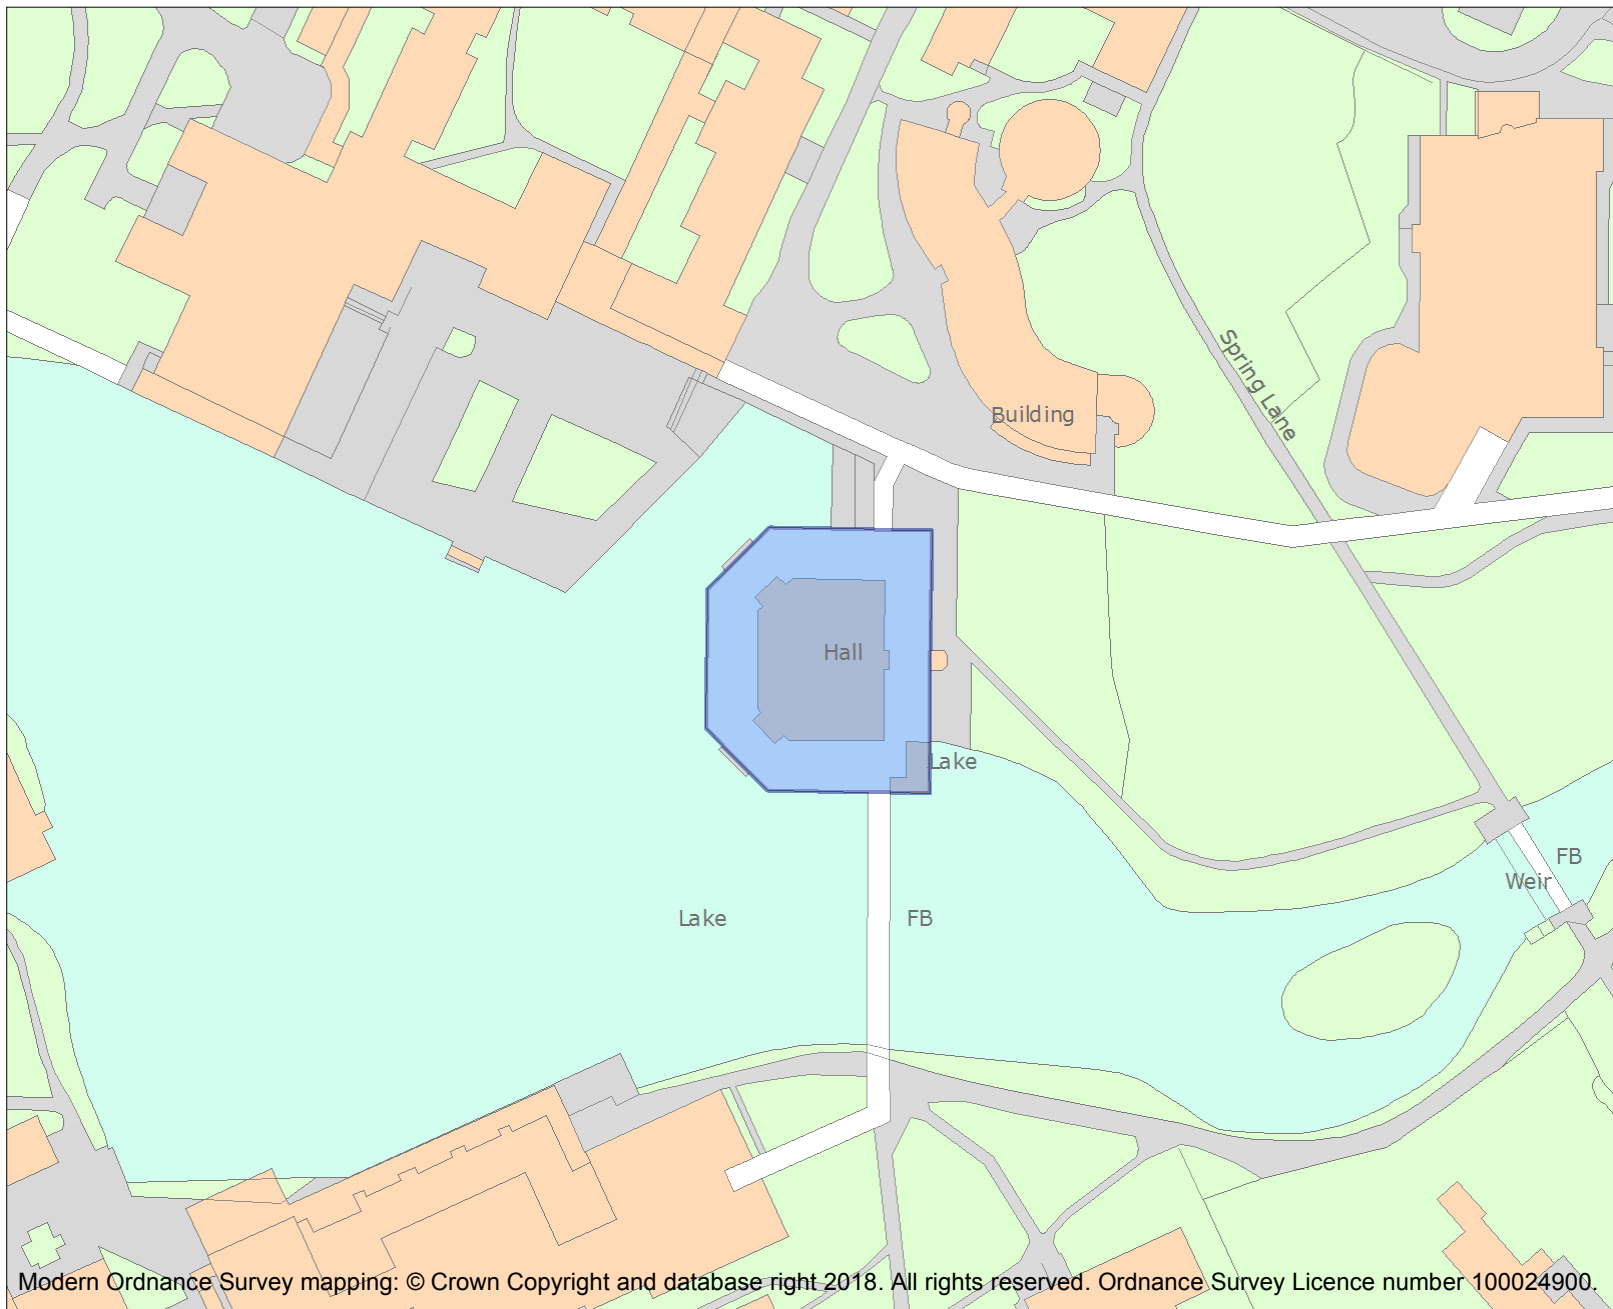 Spring Lane
Building
Hall
Lake
FB
Weir
Lake
FB
Modern Ordnance Survey mapping: © Crown Copyright and database right 2018. All rights reserved. Ordnance Survey Licence number 100024900.